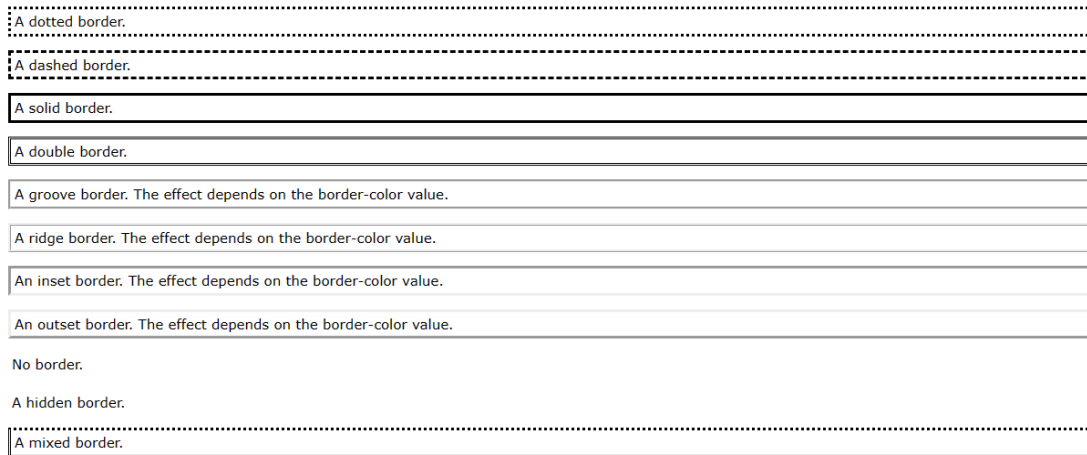 A dotted border.
A dashed border.
A solid border.
A double border.
A groove border. The effect depends on the border-color value.
A ridge border. The effect depends on the border-color value.
An inset border. The effect depends on the border-color value.
An outset border. The effect depends on the border-color value.
No border.
A hidden border.
A mixed border.